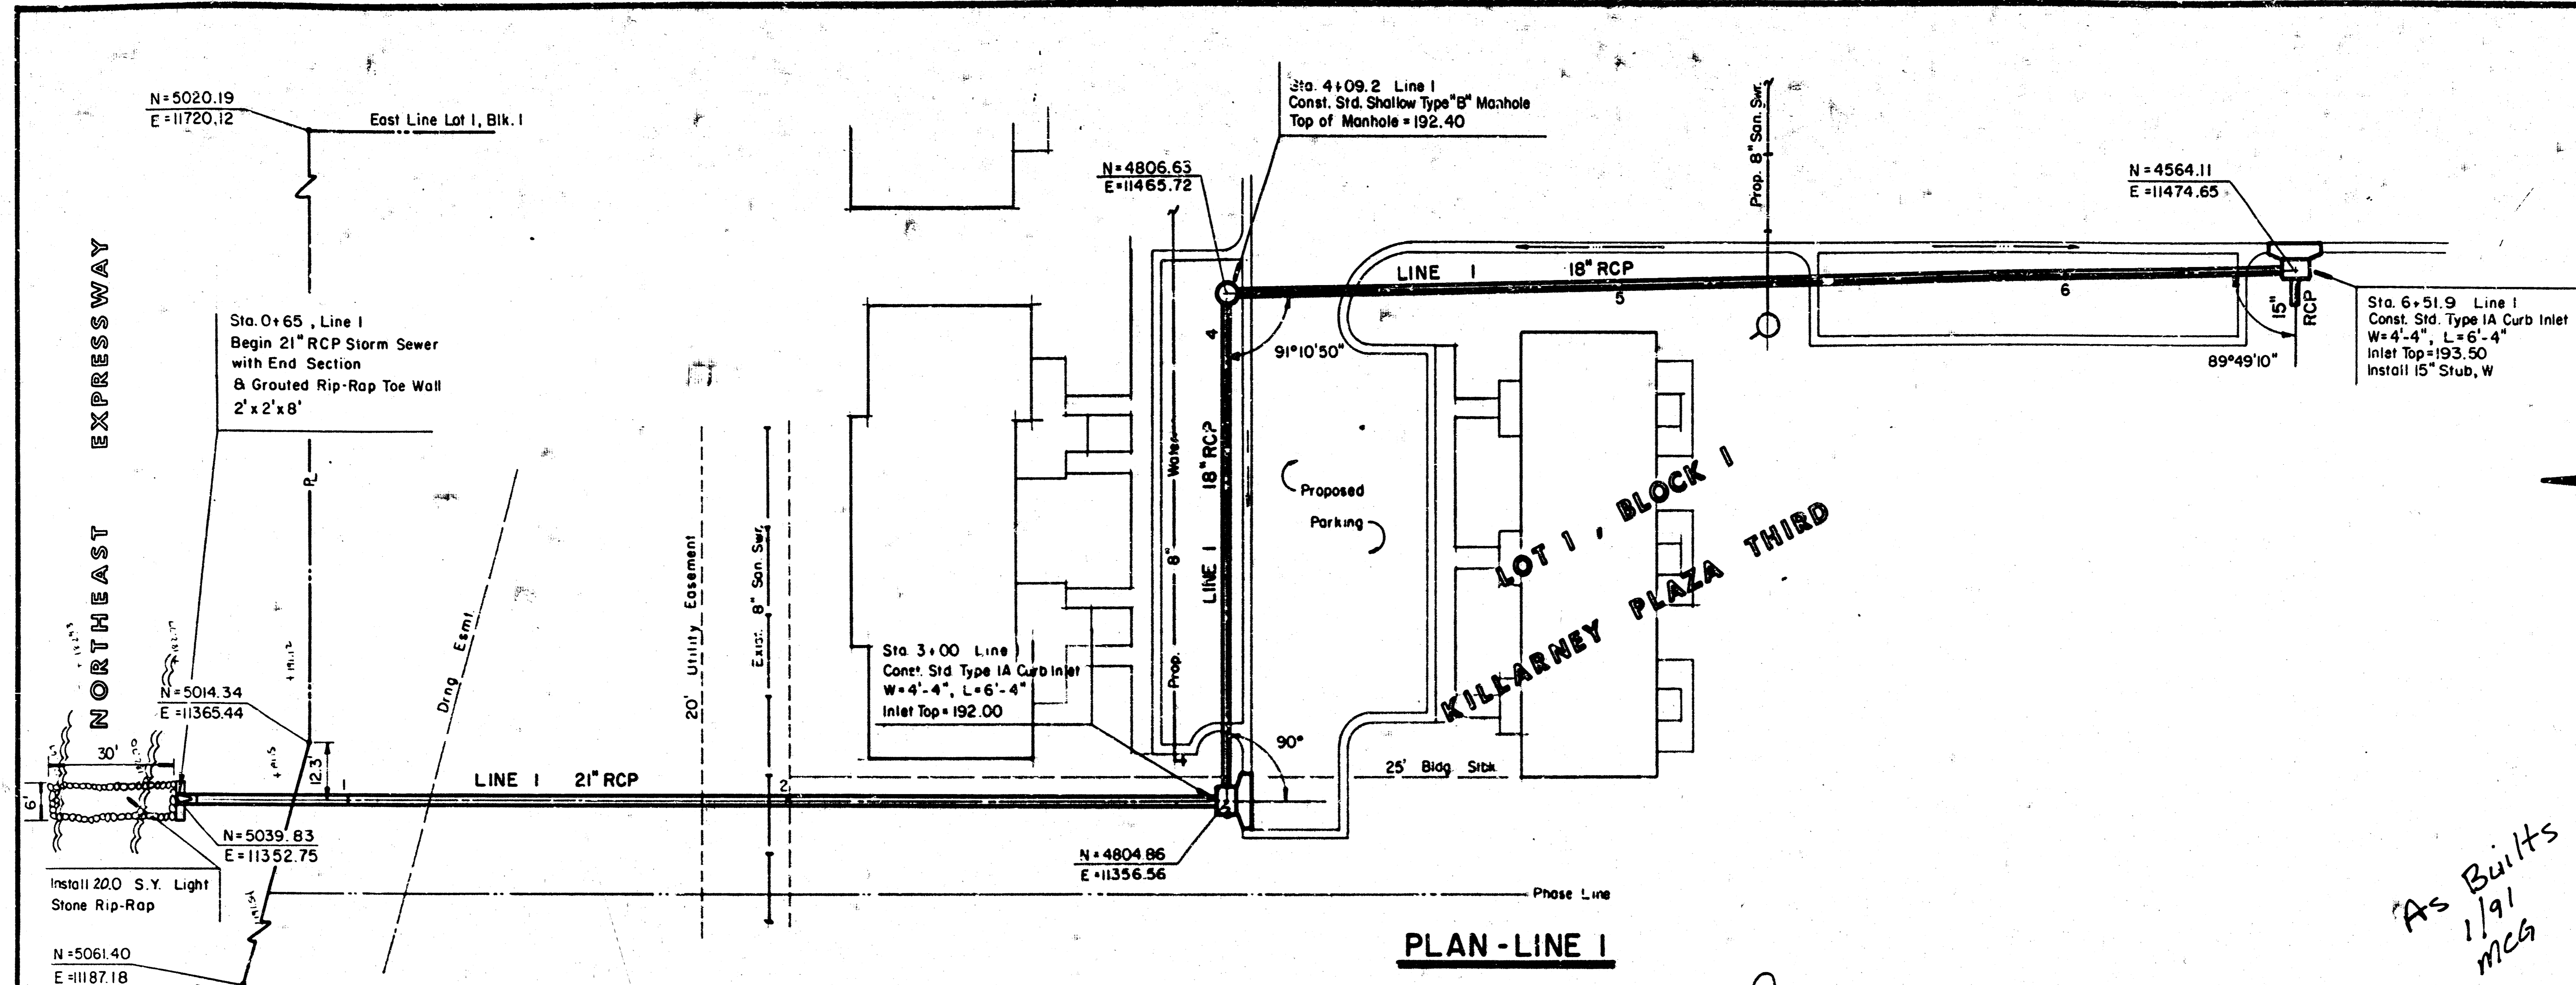 N=5020.19
E=11720.12
East Line Lot 1, Blk. 1
NORTHEAST EXPRESSWAY
Sta. 0+65 , Line 1
Begin 21" RCP Storm Sewer
with End Section
& Grouted Rip-Rap Toe Wall
2' x 2' x 8'
PL
Drng Esmt.
20' Utility Easement
Exist. 8" San. Swr.
N=5014.34
E=11365.44
30'
6'
12.3'
1
LINE 1 21" RCP
2
N=5039.83
E=11352.75
Install 20.0 S.Y. Light
Stone Rip-Rap
N=5061.40
E=11187.18
Sta. 4+09.2 Line 1
Const. Std. Shallow Type "B" Manhole
Top of Manhole = 192.40
N=4806.63
E=11465.72
Prop. 8" Water
LINE 1 18" RCP
4
91°10'50"
LINE 1 18" RCP
5
6
Prop. 8" San. Swr.
N=4564.11
E=11474.65
15" RCP
89°49'10"
Sta. 6+51.9 Line 1
Const. Std. Type 1A Curb Inlet
W=4'-4", L=6'-4"
Inlet Top=193.50
Install 15" Stub, W
Proposed
Parking
LOT 1 , BLOCK 1
KILLARNEY PLAZA THIRD
Sta. 3+00 Line 1
Const. Std Type 1A Curb Inlet
W=4'-4", L=6'-4"
Inlet Top=192.00
90°
25' Bldg. Stbk.
3
N=4804.86
E=11356.56
Phase Line
PLAN - LINE 1
As Builts
1/91
MCG